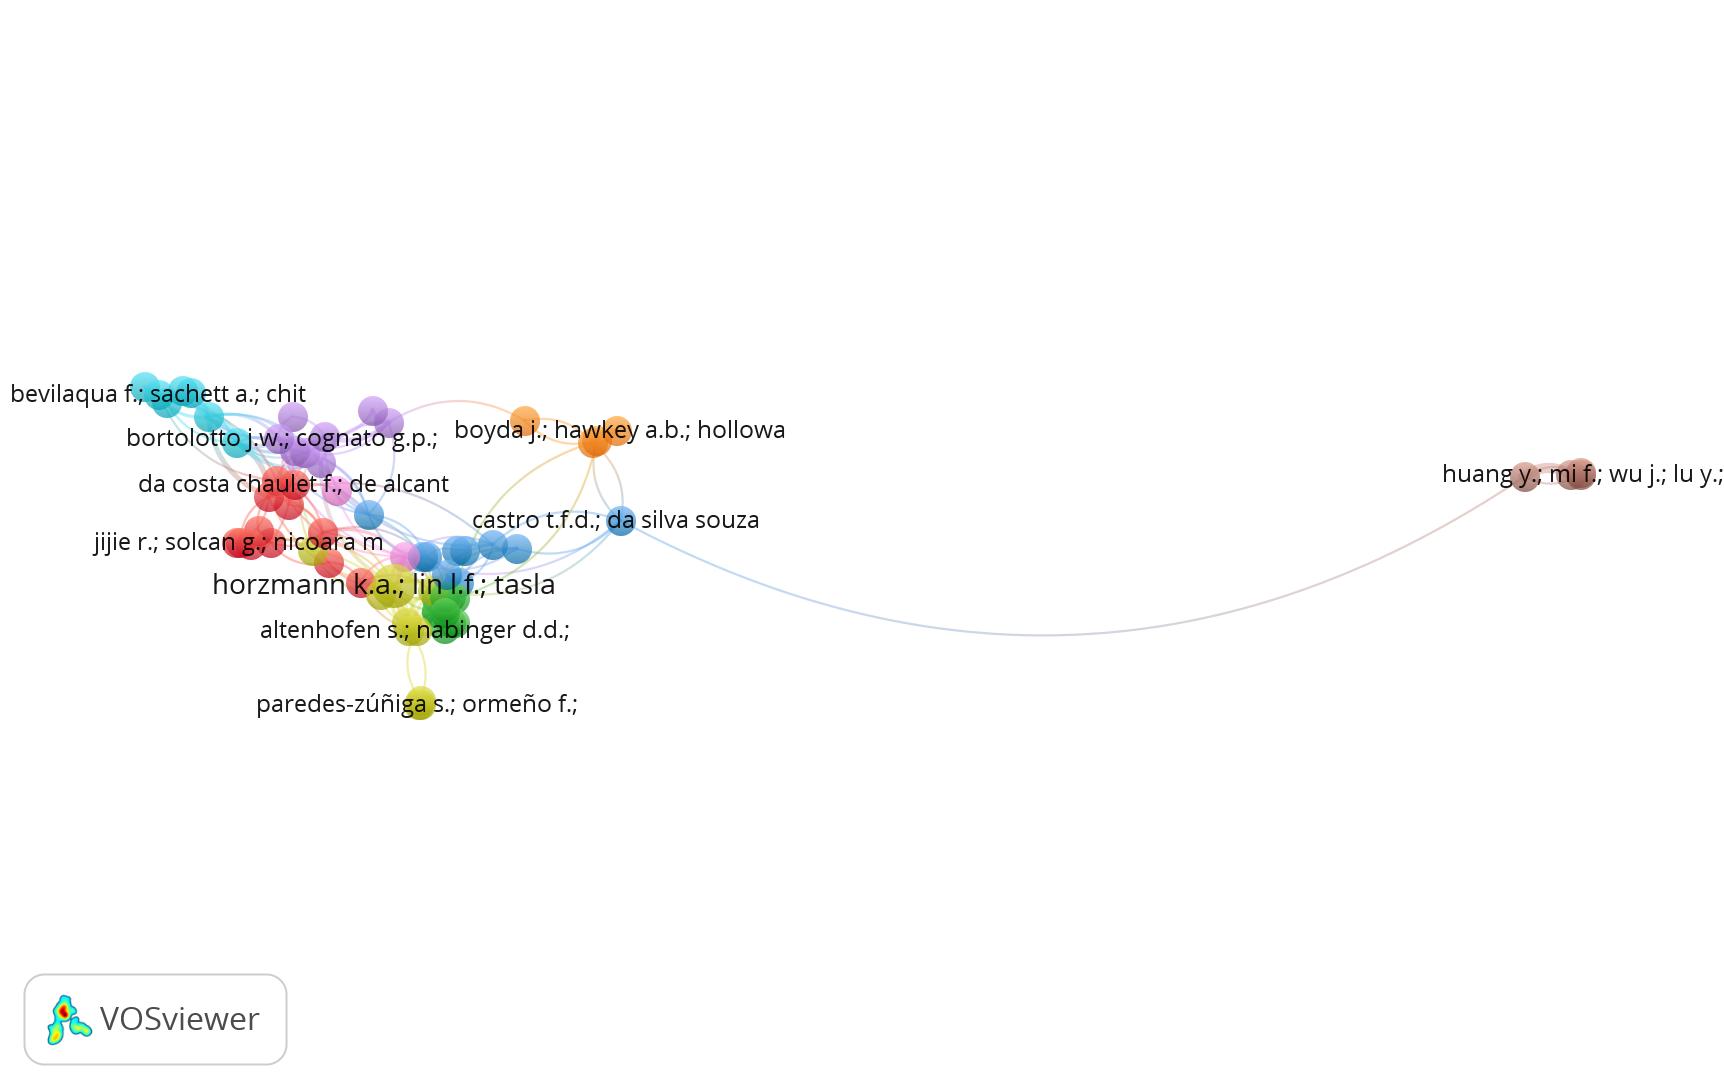 bevilaqua f.; sachett a.; chit
bortolotto j.w.; cognato g.p.;
boyda j.; hawkey a.b.; hollowa
da costa chaulet f.; de alcant
huang y.; mi f.; wu j.; lu y.;
castro t.f.d.; da silva souza
jijie r.; solcan g.; nicoara m
horzmann k.a.; lin l.f.; tasla
altenhofen s.; nabinger d.d.;
paredes-zúñiga s.; ormeño f.;
VOSviewer